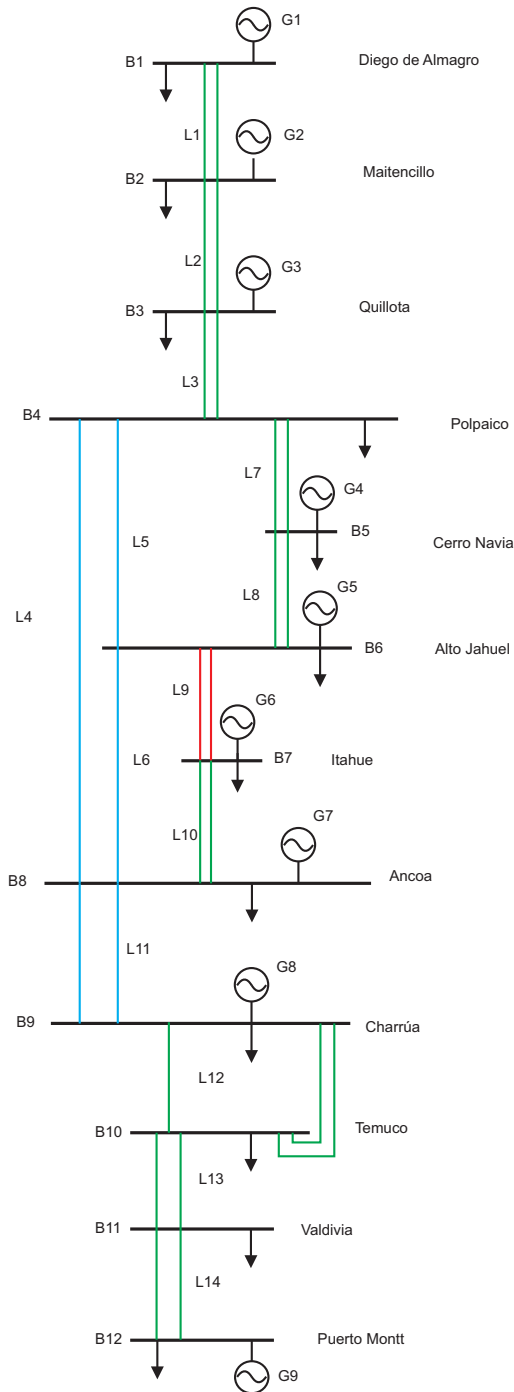 G1
B1
Diego de Almagro
L1
G2
B2
Maitencillo
L2
G3
B3
Quillota
L3
B4
Polpaico
L7
G4
L5
B5
Cerro Navia
L8
G5
L4
B6
Alto Jahuel
L9
G6
L6
B7
Itahue
L10
G7
B8
Ancoa
L11
G8
B9
Charrúa
L12
B10
Temuco
L13
B11
Valdivia
L14
B12
Puerto Montt
G9